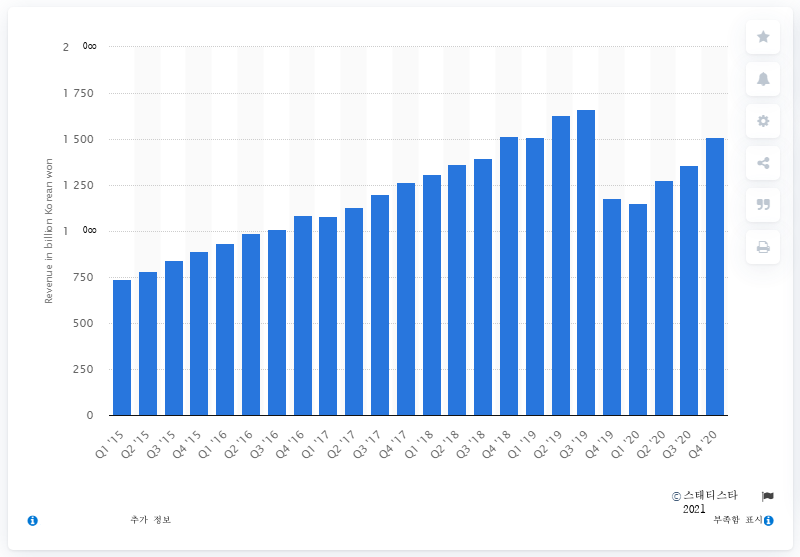 2 000
1 750
1 500
1 250
1 000
750
500
250
0
Revenue in billion Korean won
Q1 '15
Q2 '15
Q3 '15
Q4 '15
Q1 '16
Q2 '16
Q3 '16
Q4 '16
Q1 '17
Q2 '17
Q3 '17
Q4 '17
Q1 '18
Q2 '18
Q3 '18
Q4 '18
Q1 '19
Q2 '19
Q3 '19
Q4 '19
Q1 '20
Q2 '20
Q3 '20
Q4 '20
© 스태티스타
2021
추가 정보
부족함 표시